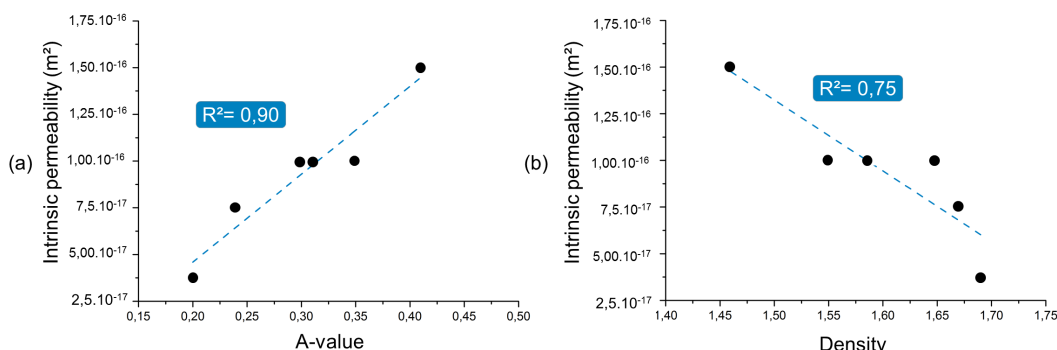 (a)
Intrinsic permeability (m²)
1,75.10⁻¹⁶
1,50.10⁻¹⁶
1,25.10⁻¹⁶
1,00.10⁻¹⁶
7,5.10⁻¹⁷
5,00.10⁻¹⁷
2,5.10⁻¹⁷
R²= 0,90
0,15 0,20 0,25 0,30 0,35 0,40 0,45 0,50
A-value
(b)
Intrinsic permeability (m²)
1,75.10⁻¹⁶
1,50.10⁻¹⁶
1,25.10⁻¹⁶
1,00.10⁻¹⁶
7,5.10⁻¹⁷
5,00.10⁻¹⁷
2,5.10⁻¹⁷
R²= 0,75
1,40 1,45 1,50 1,55 1,60 1,65 1,70 1,75
Density